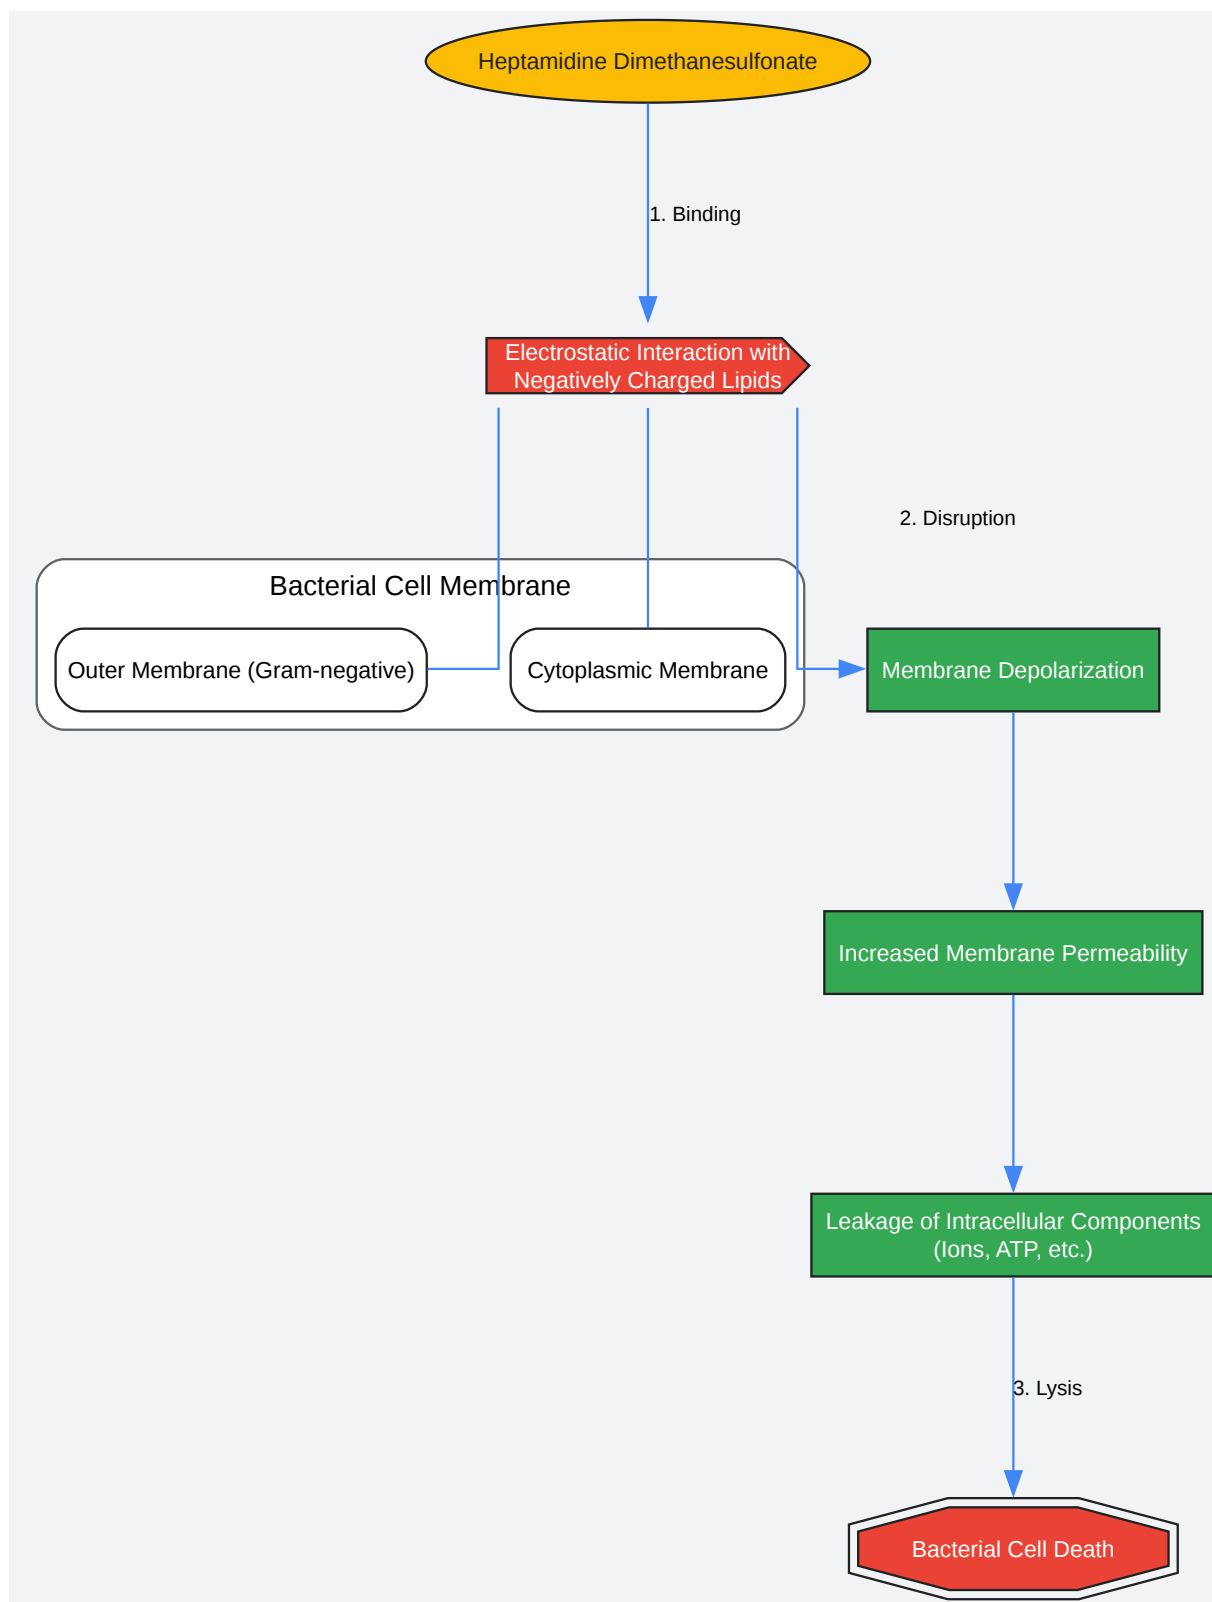 Heptamidine Dimethanesulfonate
1. Binding
Electrostatic Interaction with
Negatively Charged Lipids
2. Disruption
Bacterial Cell Membrane
Outer Membrane (Gram-negative)
Cytoplasmic Membrane
Membrane Depolarization
Increased Membrane Permeability
Leakage of Intracellular Components
(Ions, ATP, etc.)
3. Lysis
Bacterial Cell Death